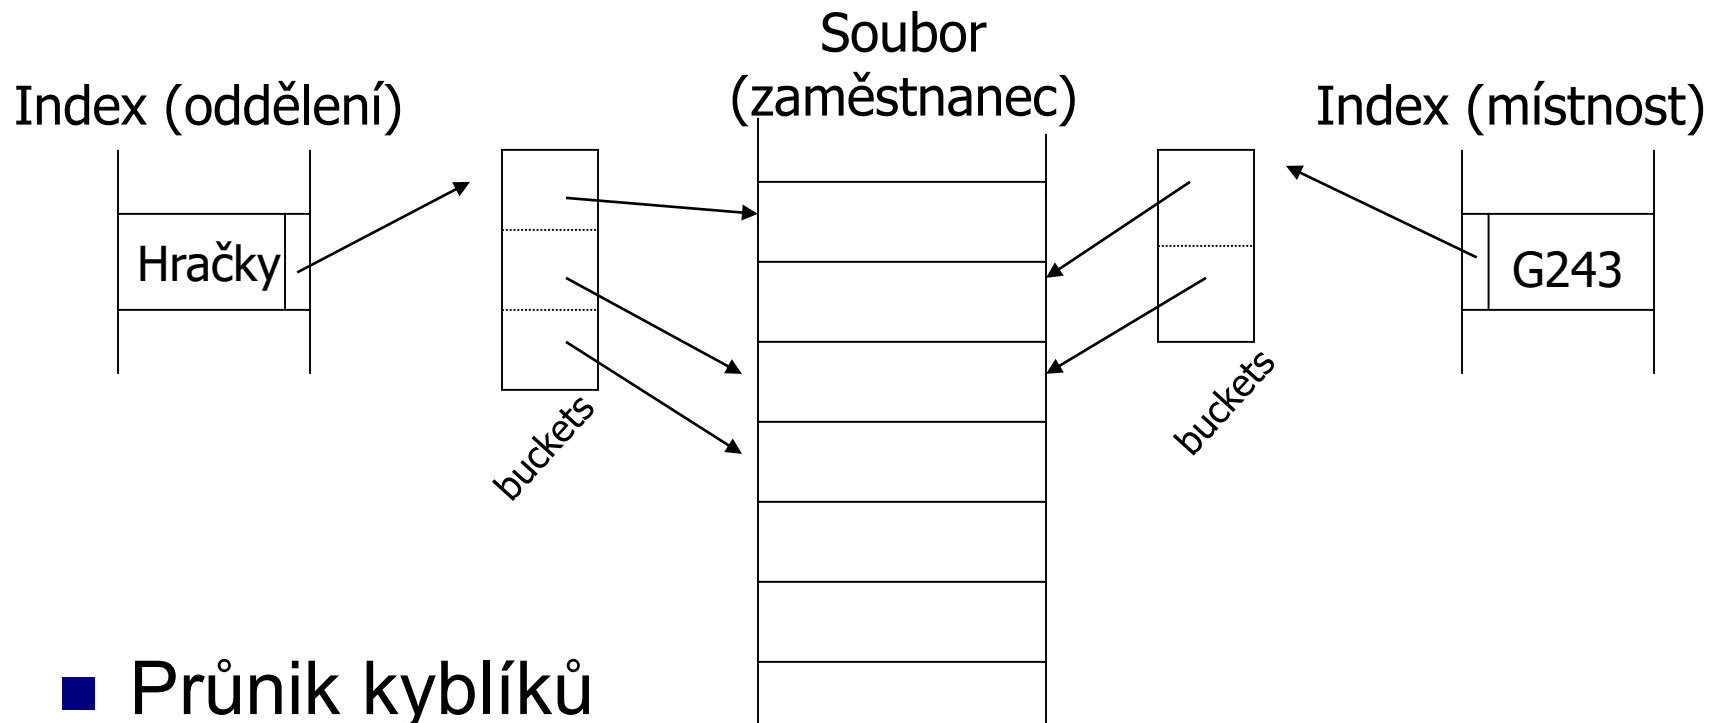 Soubor
(zaměstnanec)
Index (oddělení)
Index (místnost)
Hračky
G243
buckets
buckets
Průnik kyblíků